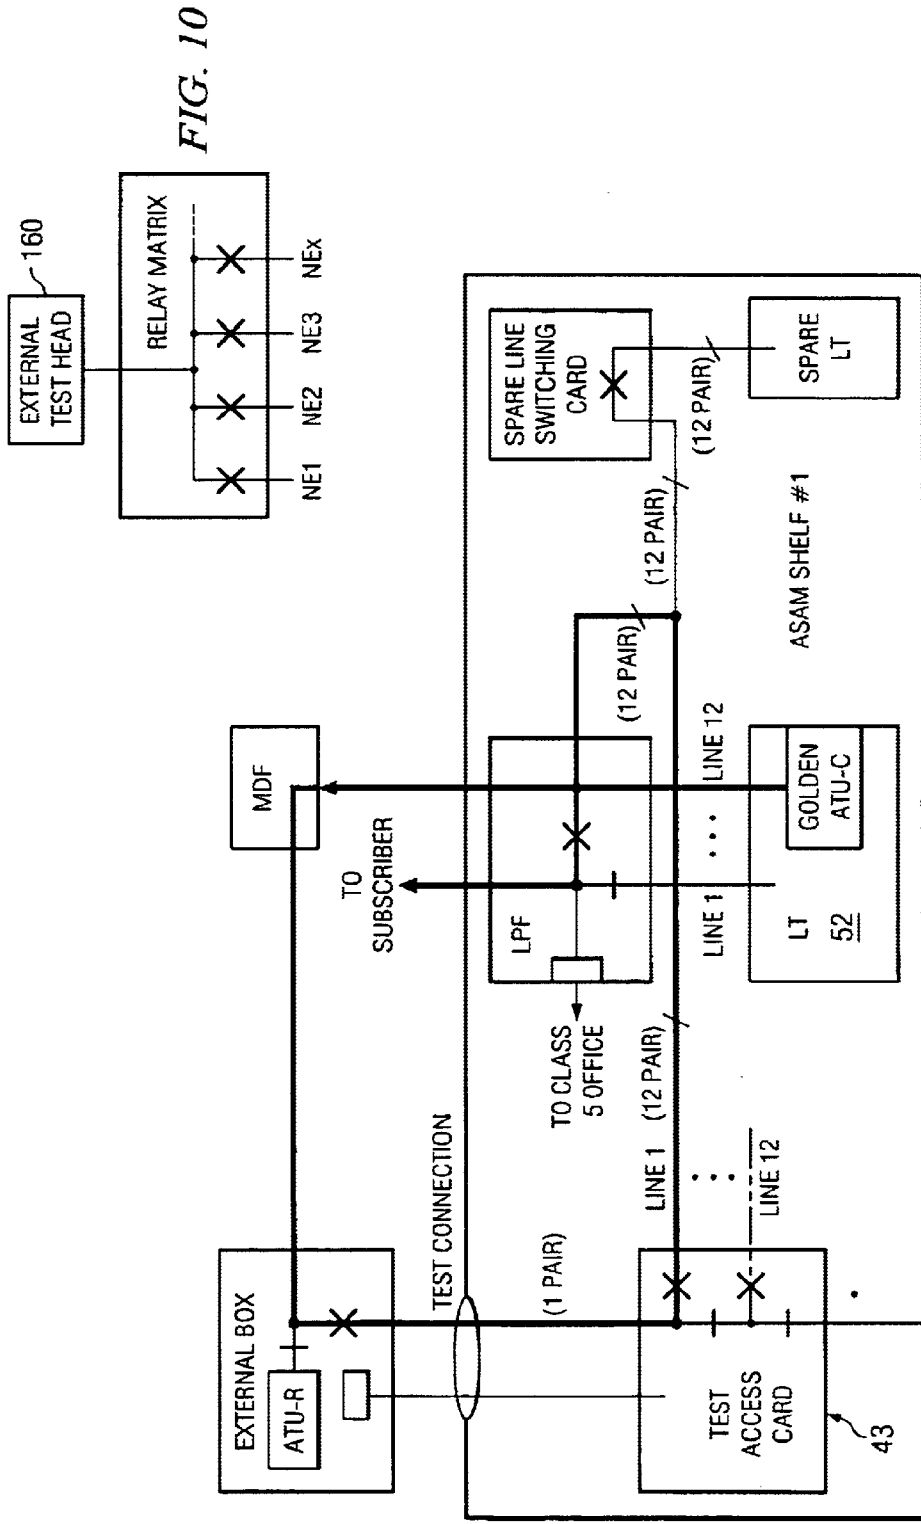 FIG. 10
EXTERNAL
TEST HEAD
160
RELAY MATRIX
NE1
NE2
NE3
NEx
EXTERNAL BOX
ATU-R
MDF
TEST CONNECTION
TO
SUBSCRIBER
(1 PAIR)
LPF
TO CLASS
5 OFFICE
SPARE LINE
SWITCHING
CARD
(12 PAIR)
(12 PAIR)
(12 PAIR)
(12 PAIR)
LINE 1
LINE 12
LINE 1
LINE 12
TEST
ACCESS
CARD
43
LT
52
GOLDEN
ATU-C
SPARE
LT
ASAM SHELF #1